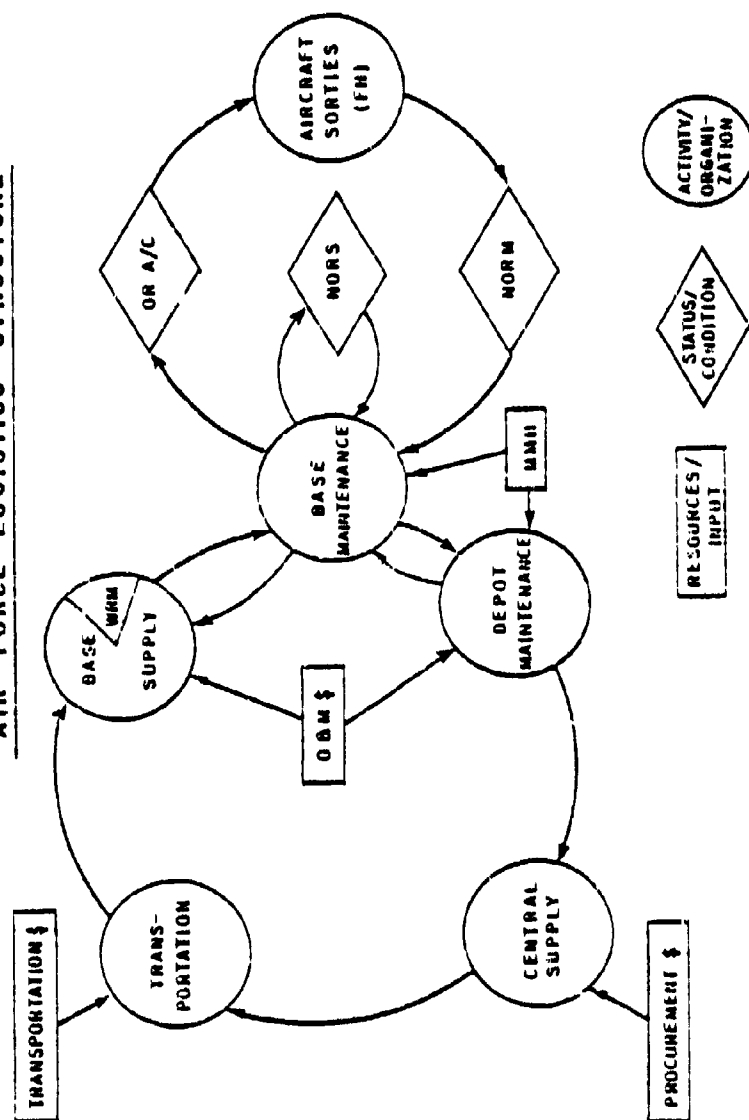 AIR FORCE LOGISTICS STRUCTURE
TRANSPORTATION $
TRANS-
PORTATION
BASE
WRM
SUPPLY
OR A/C
AIRCRAFT
SORTIES
(FH)
O&M $
BASE
MAINTENANCE
NORS
PROCUREMENT $
CENTRAL
SUPPLY
DEPOT
MAINTENANCE
MMH
NORM
RESOURCES/
INPUT
STATUS/
CONDITION
ACTIVITY/
ORGANI-
ZATION